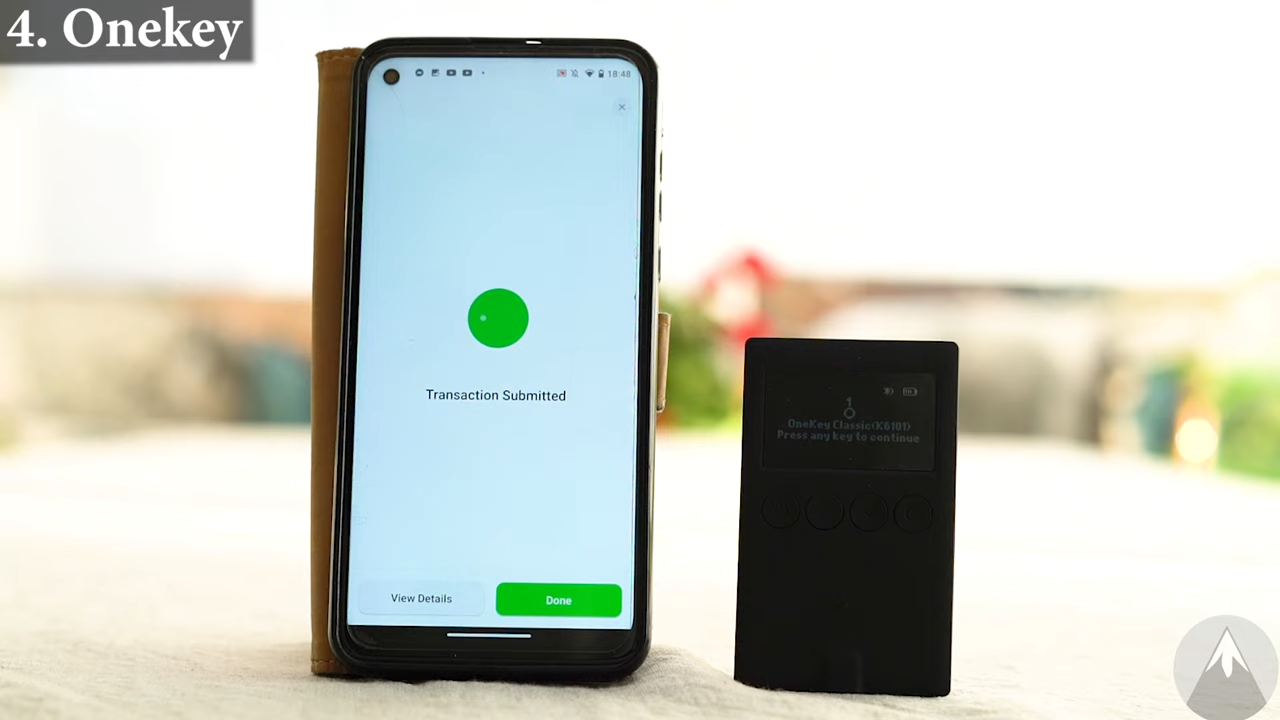 4. Onekey
18:48
Transaction Submitted
View Details
Done
OneKey Classic(K6101)
Press any key to continue